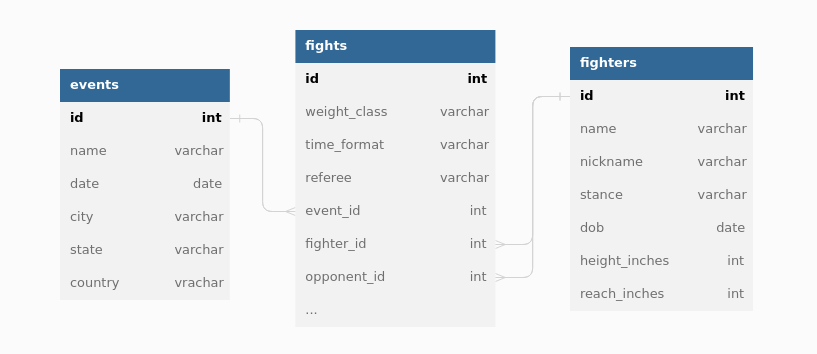 events
id int
name varchar
date date
city varchar
state varchar
country vrachar
fights
id int
weight_class varchar
time_format varchar
referee varchar
event_id int
fighter_id int
opponent_id int
...
fighters
id int
name varchar
nickname varchar
stance varchar
dob date
height_inches int
reach_inches int